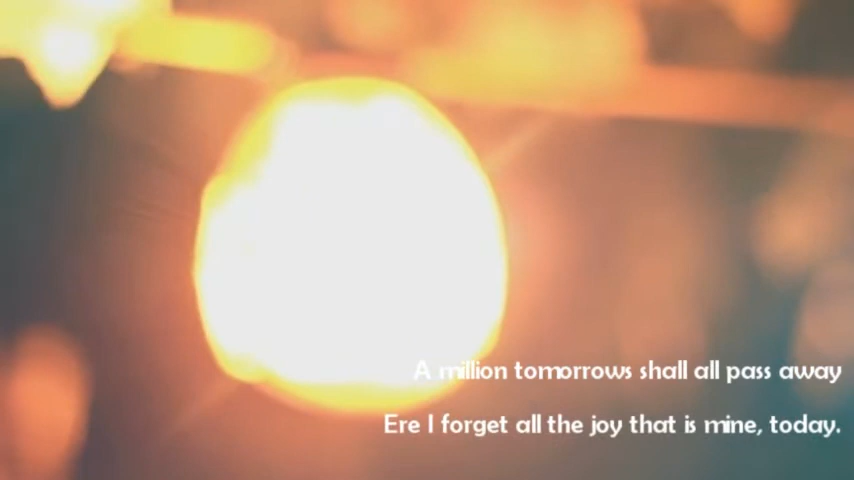 A million tomorrows shall all pass away
Ere I forget all the joy that is mine, today.